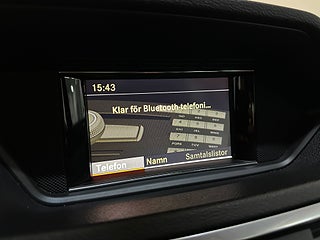 15:43
Klar för Bluetooth-telefoni...
Telefon Namn Samtalslistor